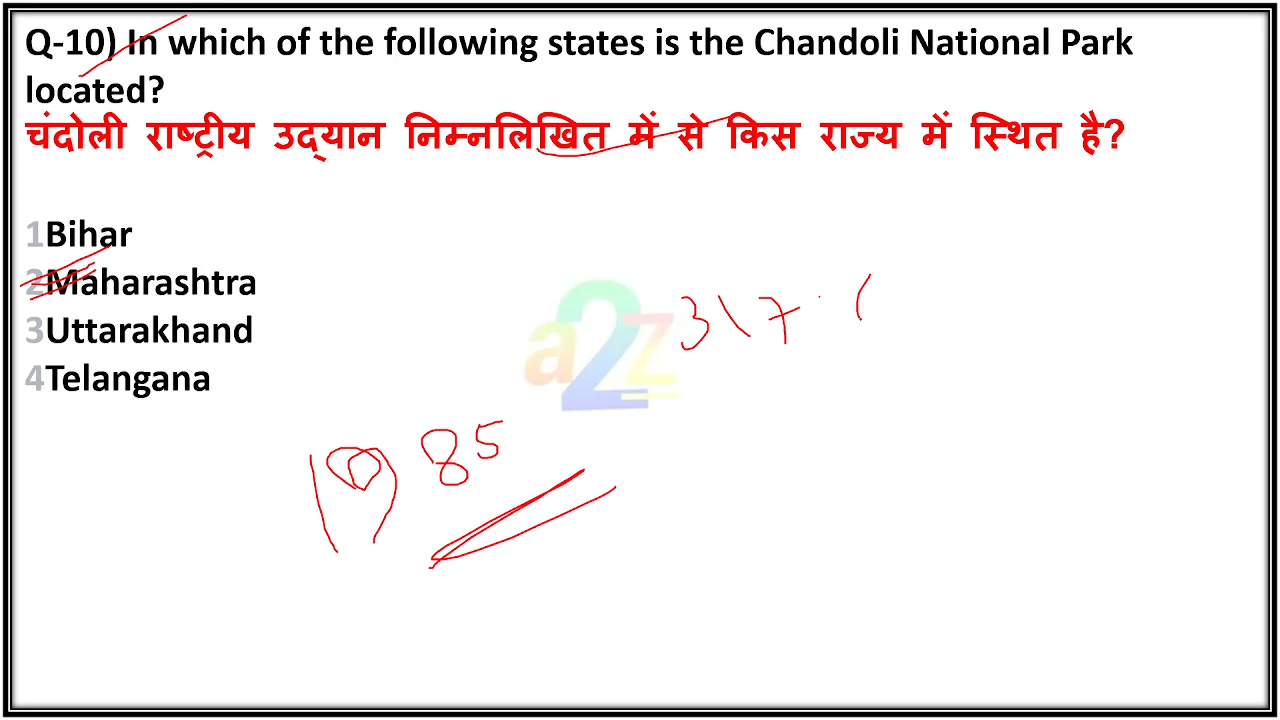 Q-10) In which of the following states is the Chandoli National Park
located?
चंदोली राष्ट्रीय उद्यान निम्नलिखित में से किस राज्य में स्थित है?
1Bihar
2Maharashtra
3Uttarakhand
4Telangana
a2z
317.
1985